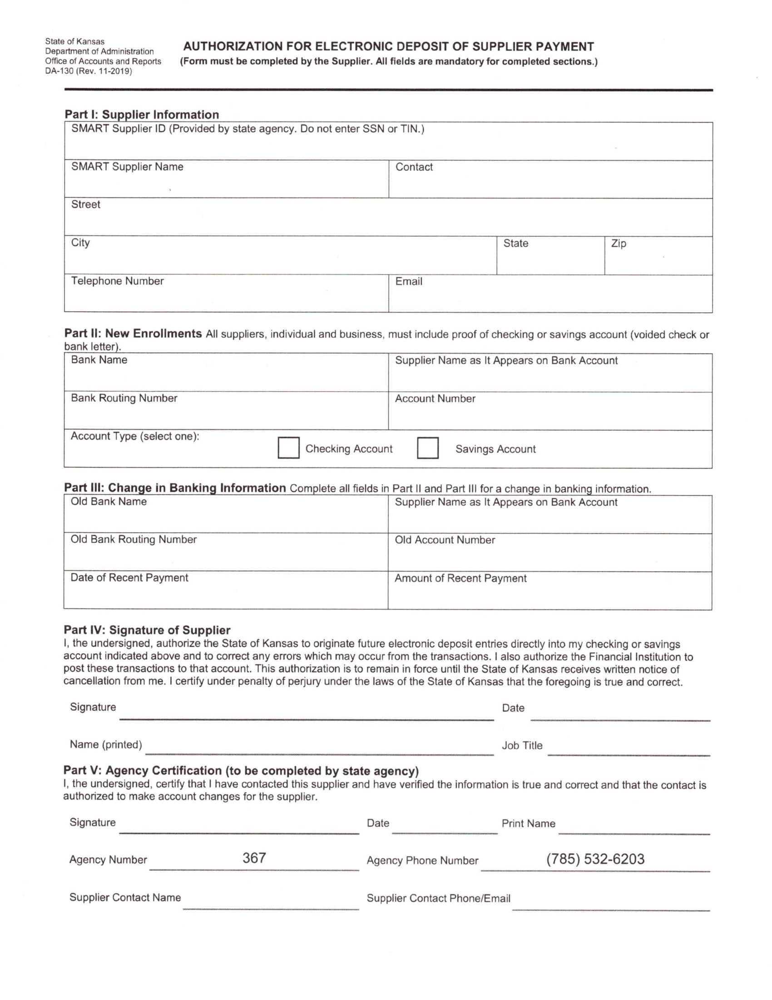 State of Kansas
Department of Administration
Office of Accounts and Reports
DA-130 (Rev. 11-2019)
AUTHORIZATION FOR ELECTRONIC DEPOSIT OF SUPPLIER PAYMENT
(Form must be completed by the Supplier. All fields are mandatory for completed sections.)
Part I: Supplier Information
SMART Supplier ID (Provided by state agency. Do not enter SSN or TIN.)
SMART Supplier Name
Contact
Street
City
State
Zip
Telephone Number
Email
Part II: New Enrollments All suppliers, individual and business, must include proof of checking or savings account (voided check or
bank letter).
Bank Name
Supplier Name as It Appears on Bank Account
Bank Routing Number
Account Number
Account Type (select one):
Checking Account
Savings Account
Part III: Change in Banking Information Complete all fields in Part II and Part III for a change in banking information.
Old Bank Name
Supplier Name as It Appears on Bank Account
Old Bank Routing Number
Old Account Number
Date of Recent Payment
Amount of Recent Payment
Part IV: Signature of Supplier
I, the undersigned, authorize the State of Kansas to originate future electronic deposit entries directly into my checking or savings
account indicated above and to correct any errors which may occur from the transactions. I also authorize the Financial Institution to
post these transactions to that account. This authorization is to remain in force until the State of Kansas receives written notice of
cancellation from me. I certify under penalty of perjury under the laws of the State of Kansas that the foregoing is true and correct.
Signature
Date
Name (printed)
Job Title
Part V: Agency Certification (to be completed by state agency)
I, the undersigned, certify that I have contacted this supplier and have verified the information is true and correct and that the contact is
authorized to make account changes for the supplier.
Signature
Date
Print Name
Agency Number 367
Agency Phone Number (785) 532-6203
Supplier Contact Name
Supplier Contact Phone/Email